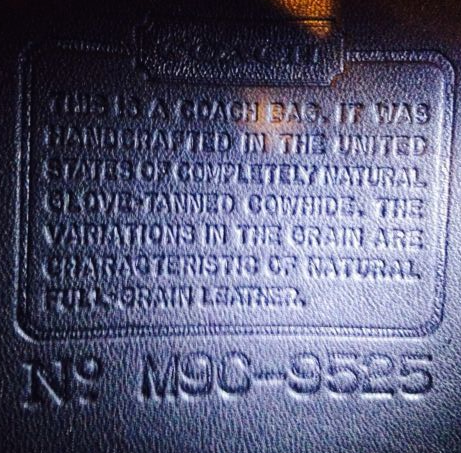 COACH
THIS IS A COACH BAG. IT WAS
HANDCRAFTED IN THE UNITED
STATES OF COMPLETELY NATURAL
GLOVE-TANNED COWHIDE. THE
VARIATIONS IN THE GRAIN ARE
CHARACTERISTIC OF NATURAL
FULL-GRAIN LEATHER.
Nº M9C-9525